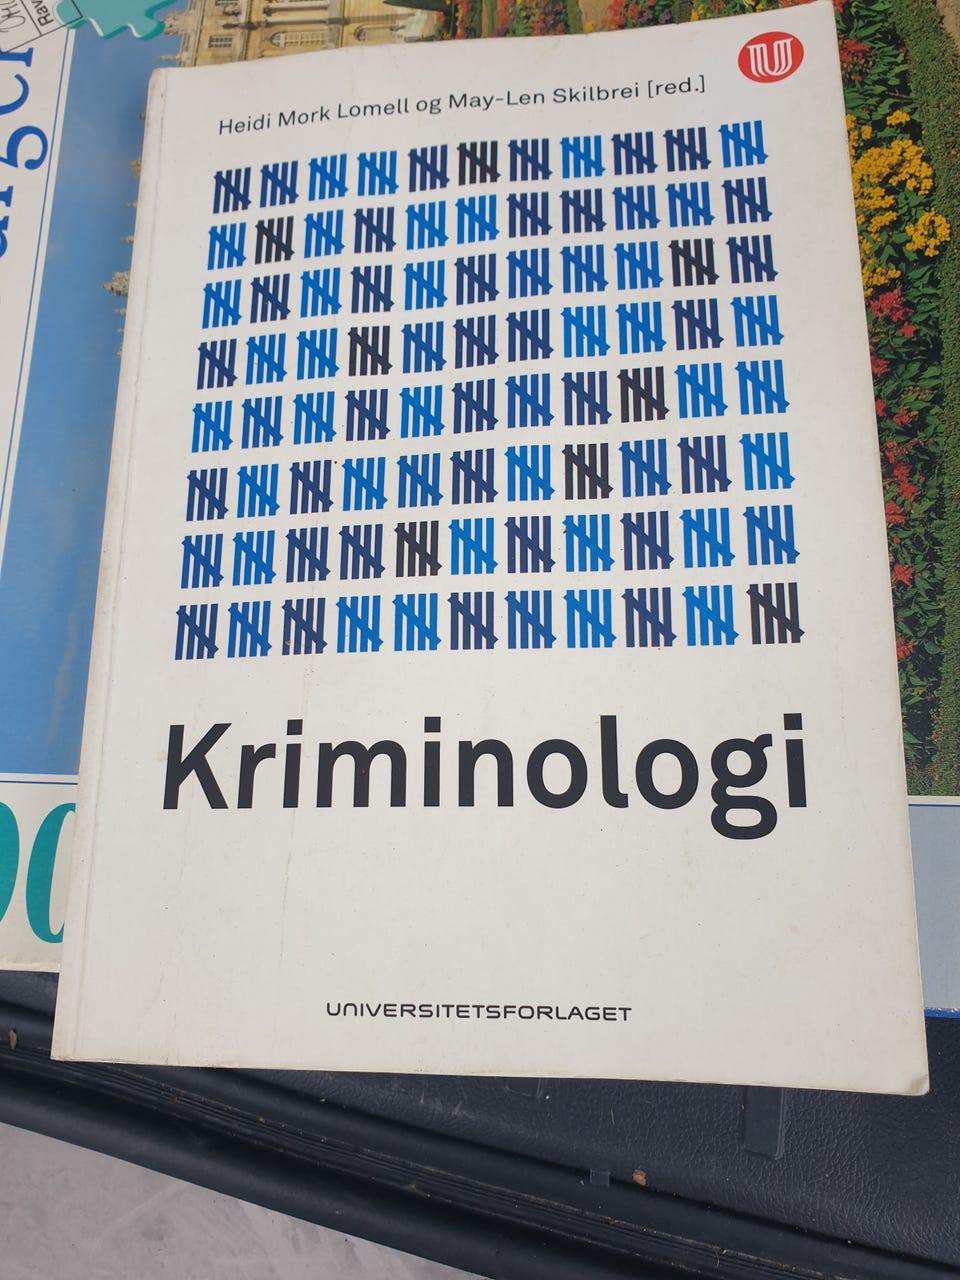 Heidi Mork Lomell og May-Len Skilbrei [red.]
Kriminologi
UNIVERSITETSFORLAGET